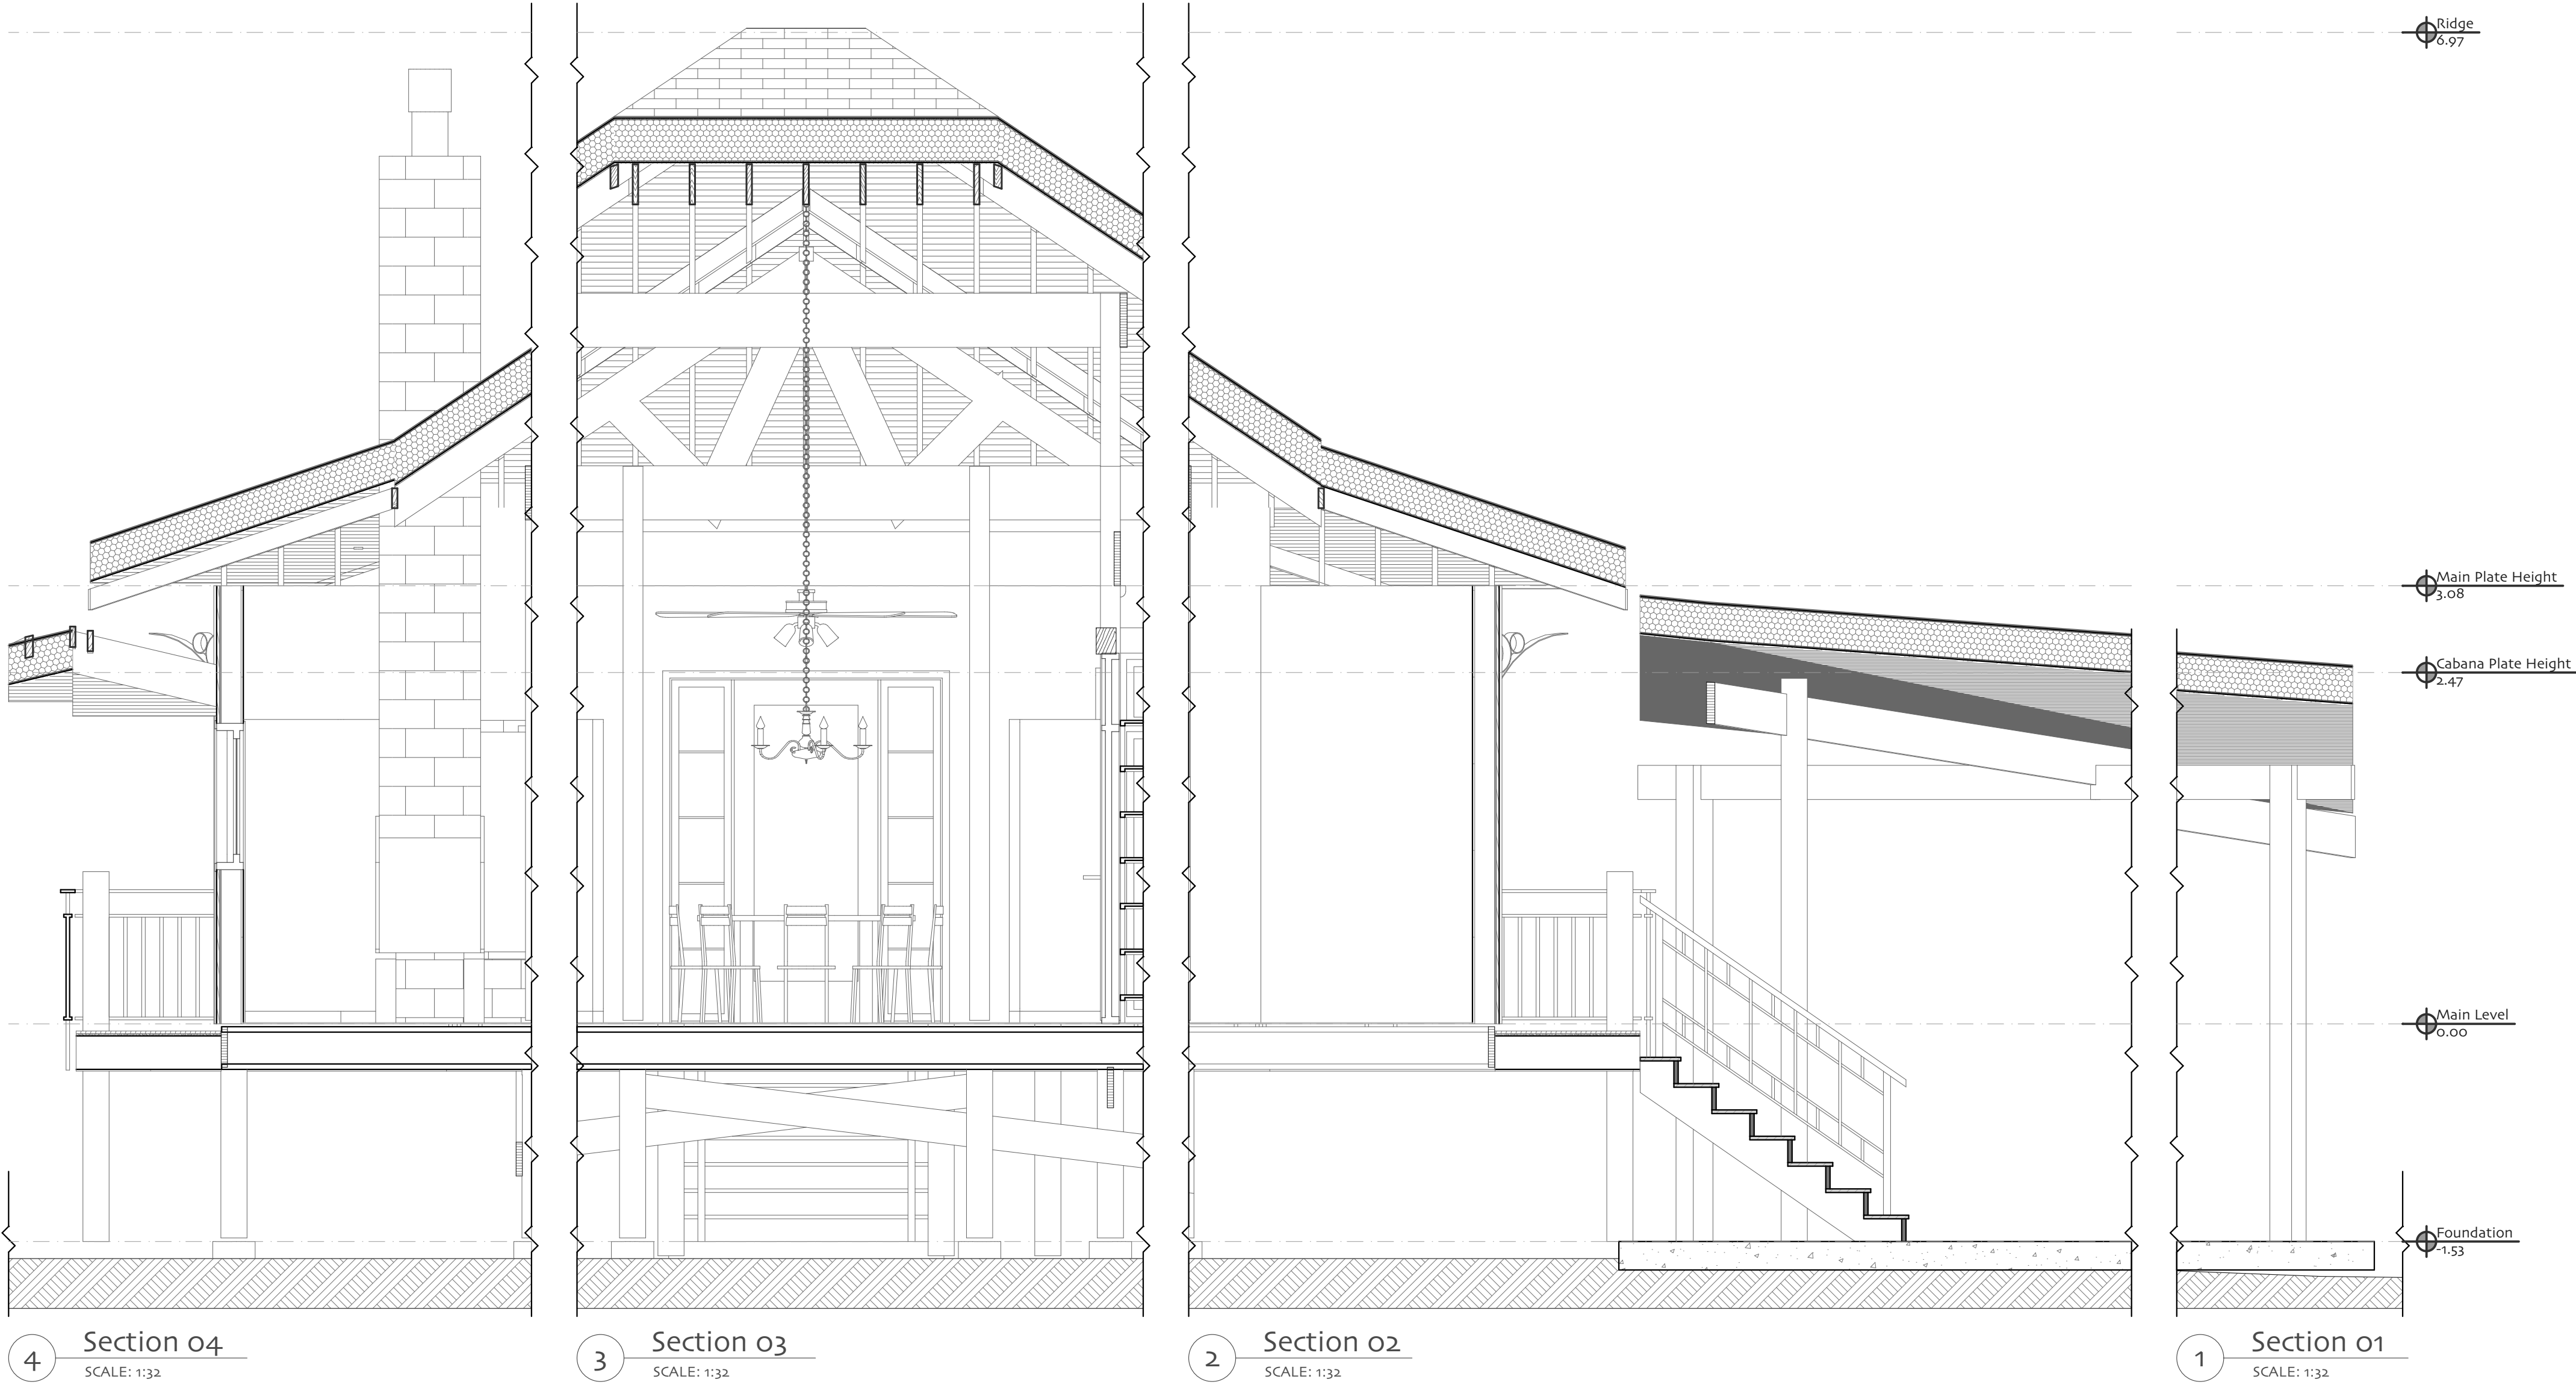 Ridge
6.97
Main Plate Height
3.08
Cabana Plate Height
2.47
Main Level
0.00
Foundation
-1.53
4
Section 04
SCALE: 1:32
3
Section 03
SCALE: 1:32
2
Section 02
SCALE: 1:32
1
Section 01
SCALE: 1:32